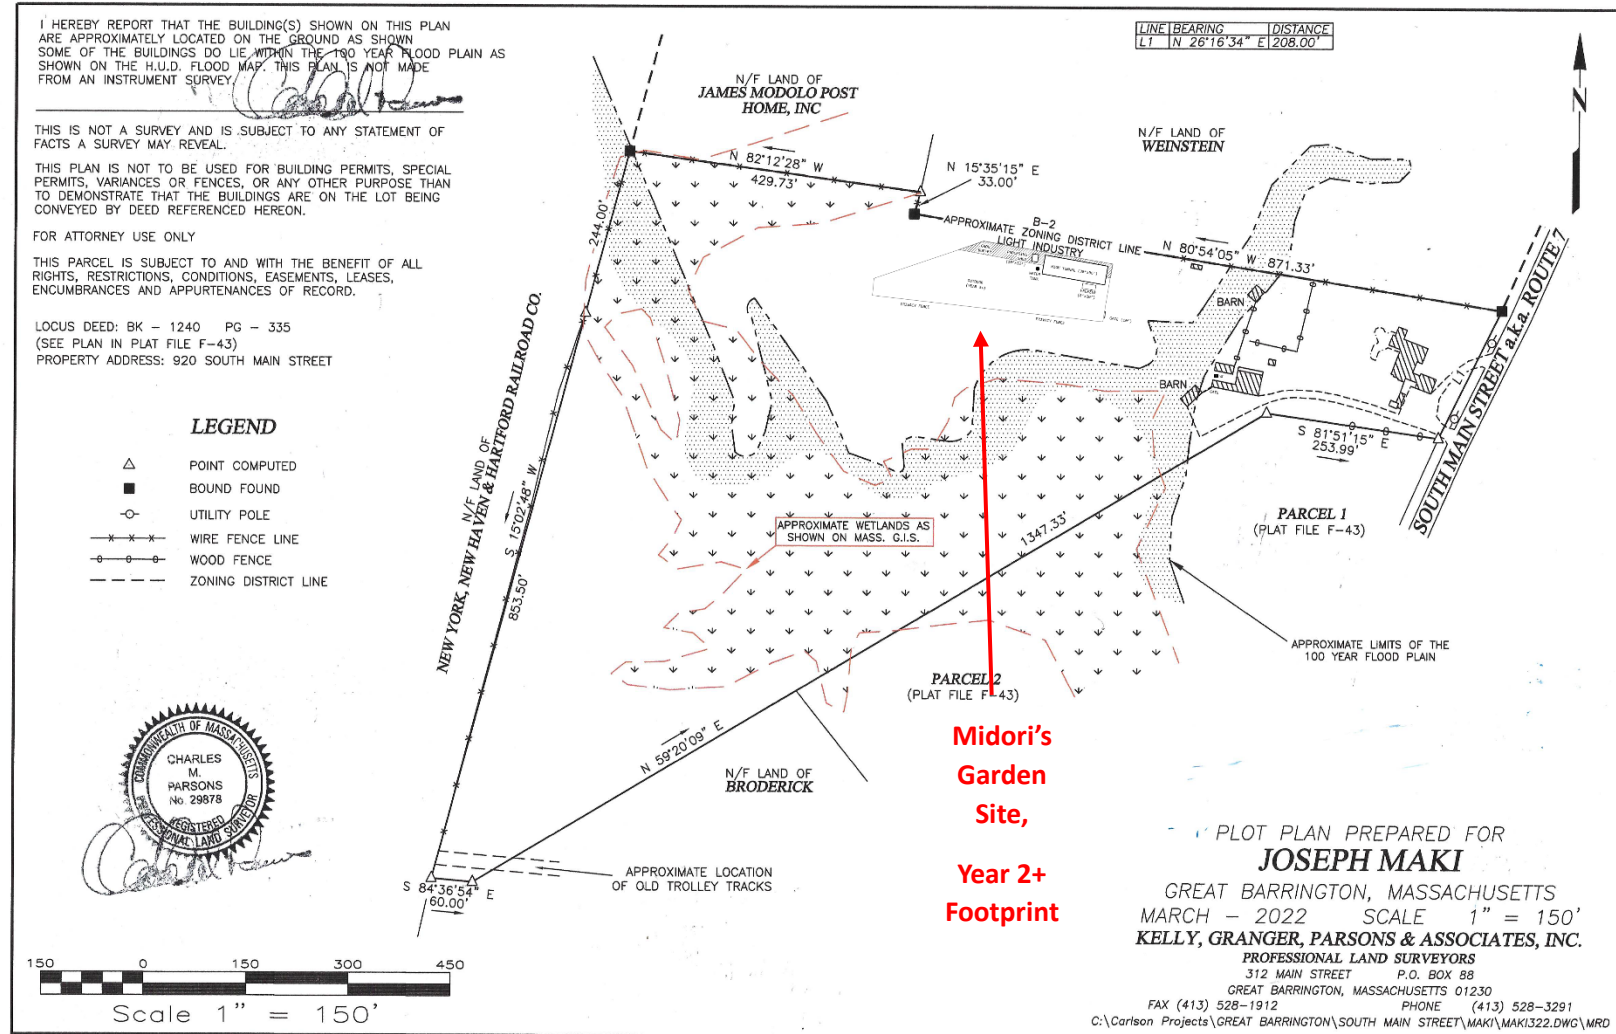 I HEREBY REPORT THAT THE BUILDING(S) SHOWN ON THIS PLAN
ARE APPROXIMATELY LOCATED ON THE GROUND AS SHOWN
SOME OF THE BUILDINGS DO LIE WITHIN THE 100 YEAR FLOOD PLAIN AS
SHOWN ON THE H.U.D. FLOOD MAP. THIS PLAN IS NOT MADE
FROM AN INSTRUMENT SURVEY.
THIS IS NOT A SURVEY AND IS SUBJECT TO ANY STATEMENT OF
FACTS A SURVEY MAY REVEAL.
THIS PLAN IS NOT TO BE USED FOR BUILDING PERMITS, SPECIAL
PERMITS, VARIANCES OR FENCES, OR ANY OTHER PURPOSE THAN
TO DEMONSTRATE THAT THE BUILDINGS ARE ON THE LOT BEING
CONVEYED BY DEED REFERENCED HEREON.
FOR ATTORNEY USE ONLY
THIS PARCEL IS SUBJECT TO AND WITH THE BENEFIT OF ALL
RIGHTS, RESTRICTIONS, CONDITIONS, EASEMENTS, LEASES,
ENCUMBRANCES AND APPURTENANCES OF RECORD.
LOCUS DEED: BK - 1240 PG - 335
(SEE PLAN IN PLAT FILE F-43)
PROPERTY ADDRESS: 920 SOUTH MAIN STREET
LEGEND
POINT COMPUTED
BOUND FOUND
UTILITY POLE
WIRE FENCE LINE
WOOD FENCE
ZONING DISTRICT LINE
COMMONWEALTH OF MASSACHUSETTS
CHARLES
M.
PARSONS
No. 29878
REGISTERED
PROFESSIONAL LAND SURVEYOR
150 0 150 300 450
Scale 1" = 150'
LINE BEARING DISTANCE
L1 N 26°16'34" E 208.00'
N
N/F LAND OF
JAMES MODOLO POST
HOME, INC
N/F LAND OF
WEINSTEIN
N 82°12'28" W
429.73'
N 15°35'15" E
33.00'
B-2
APPROXIMATE ZONING DISTRICT LINE
LIGHT INDUSTRY
N 80°54'05" W 871.33'
244.00'
BARN
BARN
L1
SOUTH MAIN STREET a.k.a. ROUTE 7
S 81°51'15" E
253.99'
PARCEL 1
(PLAT FILE F-43)
N/F LAND OF
NEW YORK, NEW HAVEN & HARTFORD RAILROAD CO.
S 15°02'48" W
853.50'
APPROXIMATE WETLANDS AS
SHOWN ON MASS. G.I.S.
1347.33'
APPROXIMATE LIMITS OF THE
100 YEAR FLOOD PLAIN
PARCEL 2
(PLAT FILE F-43)
N 59°20'09" E
N/F LAND OF
BRODERICK
APPROXIMATE LOCATION
OF OLD TROLLEY TRACKS
S 84°36'54" E
60.00'
Midori's
Garden
Site,
Year 2+
Footprint
PLOT PLAN PREPARED FOR
JOSEPH MAKI
GREAT BARRINGTON, MASSACHUSETTS
MARCH - 2022 SCALE 1" = 150'
KELLY, GRANGER, PARSONS & ASSOCIATES, INC.
PROFESSIONAL LAND SURVEYORS
312 MAIN STREET P.O. BOX 88
GREAT BARRINGTON, MASSACHUSETTS 01230
FAX (413) 528-1912 PHONE (413) 528-3291
C:\Carlson Projects\GREAT BARRINGTON\SOUTH MAIN STREET\MAKI\MAKI322.DWG\MRD